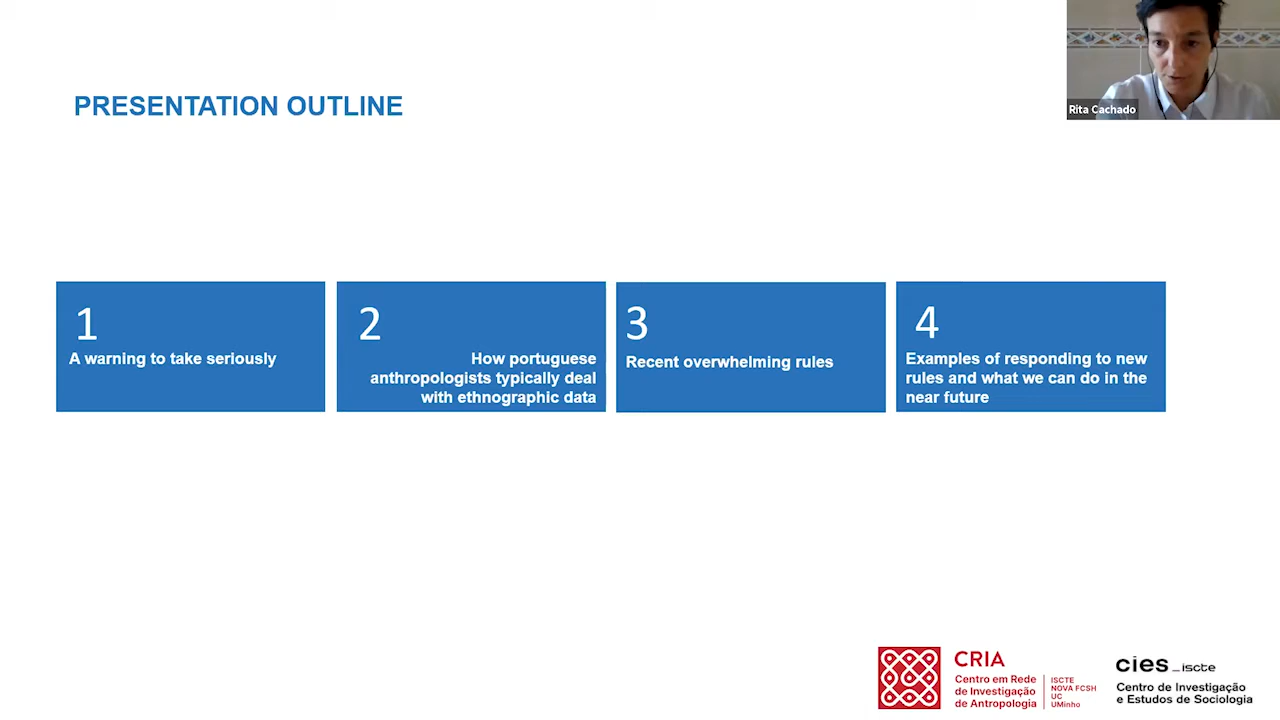 Rita Cachado
PRESENTATION OUTLINE
1
A warning to take seriously
2
How portuguese
anthropologists typically deal
with ethnographic data
3
Recent overwhelming rules
4
Examples of responding to new
rules and what we can do in the
near future
CRIA
Centro em Rede
de Investigação
de Antropologia
ISCTE
NOVA FCSH
UC
UMinho
cies_iscte
Centro de Investigação
e Estudos de Sociologia